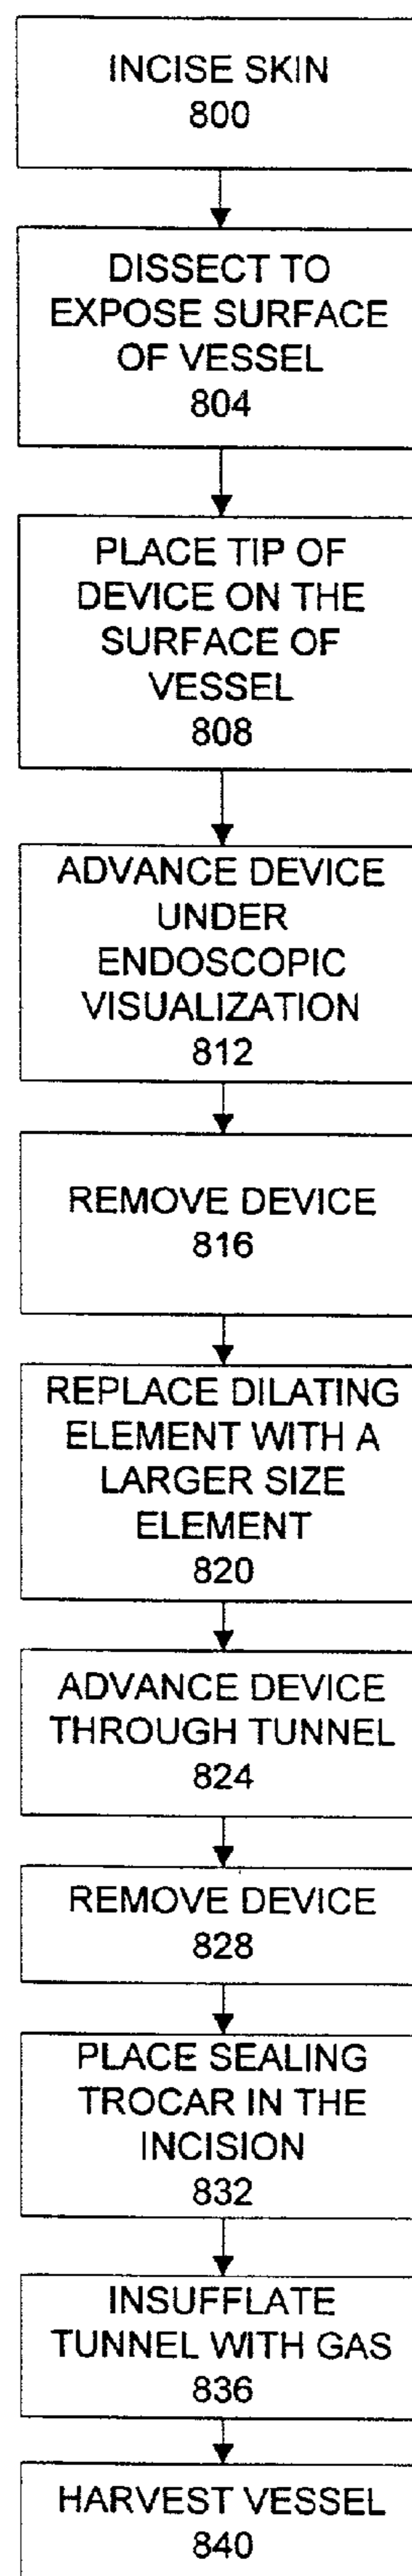 INCISE SKIN
800
DISSECT TO
EXPOSE SURFACE
OF VESSEL
804
PLACE TIP OF
DEVICE ON THE
SURFACE OF
VESSEL
808
ADVANCE DEVICE
UNDER
ENDOSCOPIC
VISUALIZATION
812
REMOVE DEVICE
816
REPLACE DILATING
ELEMENT WITH A
LARGER SIZE
ELEMENT
820
ADVANCE DEVICE
THROUGH TUNNEL
824
REMOVE DEVICE
828
PLACE SEALING
TROCAR IN THE
INCISION
832
INSUFFLATE
TUNNEL WITH GAS
836
HARVEST VESSEL
840